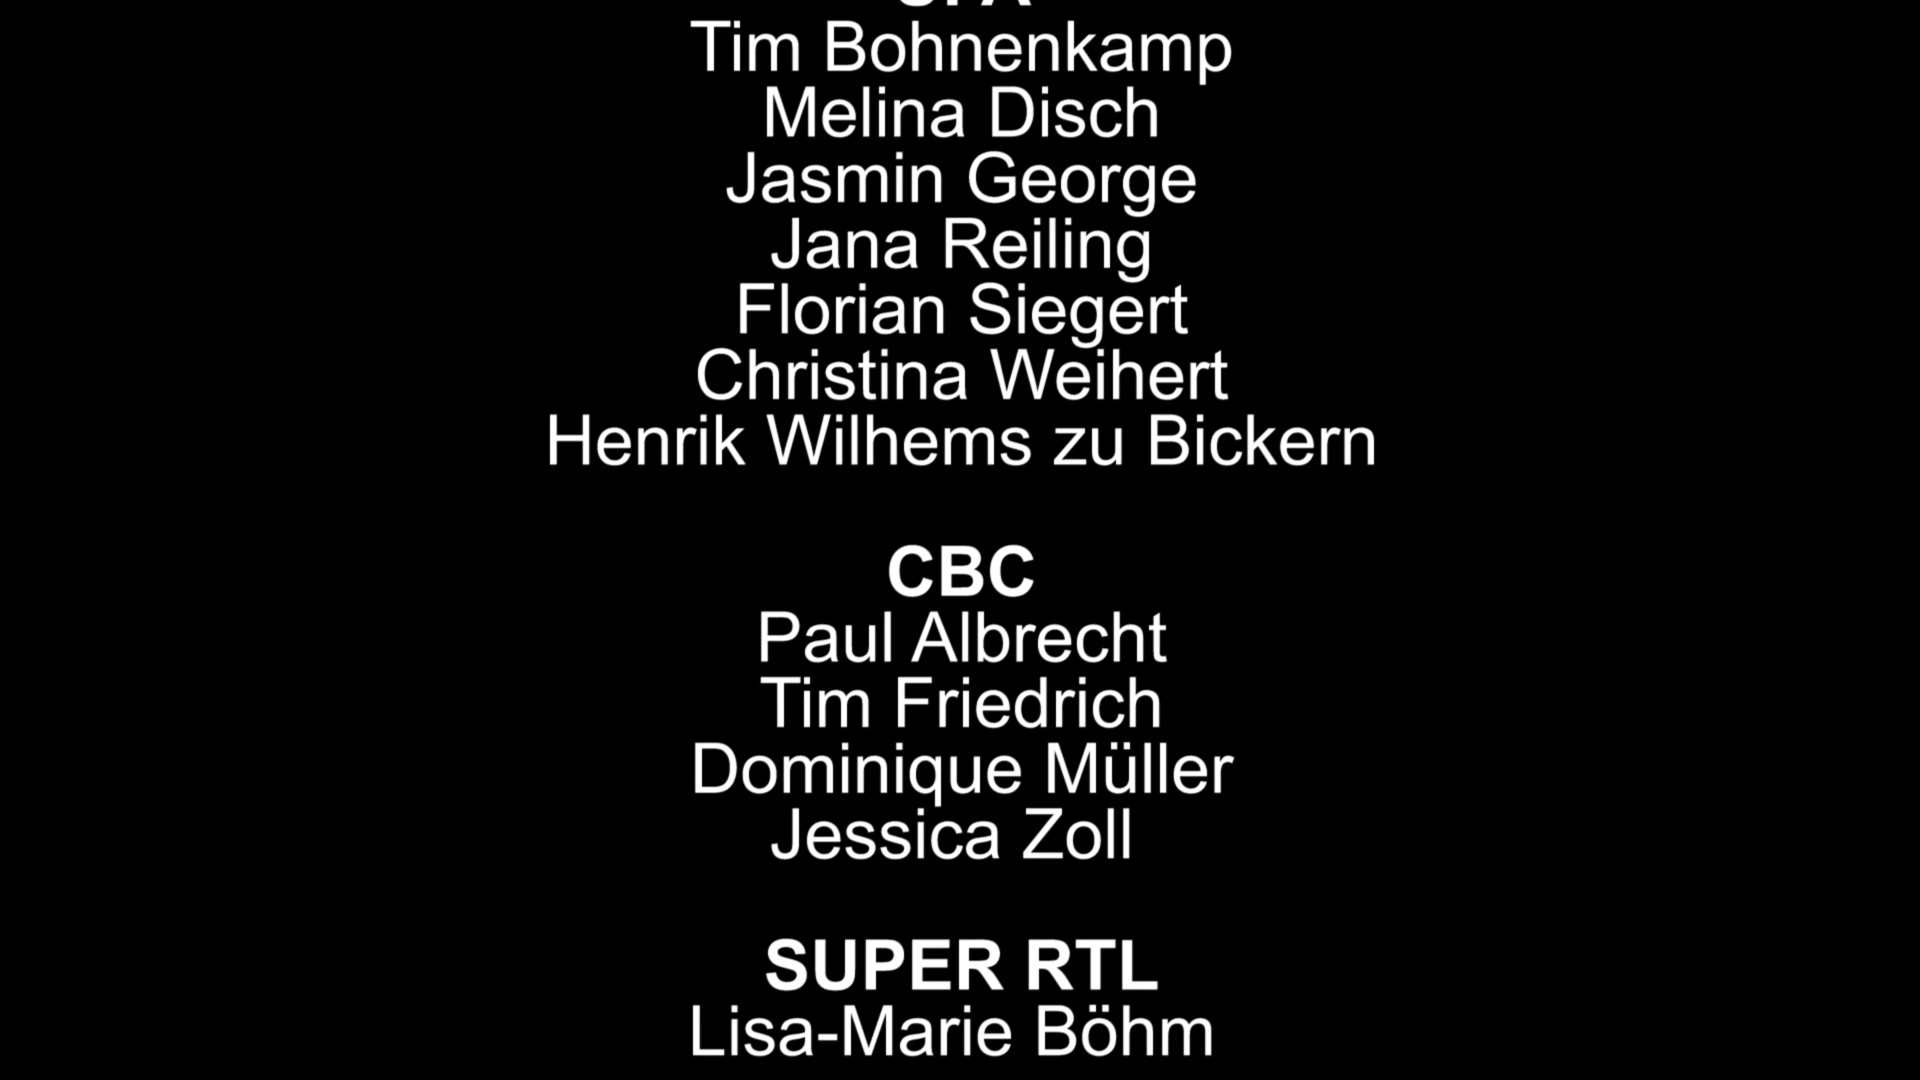 Tim Bohnenkamp
Melina Disch
Jasmin George
Jana Reiling
Florian Siegert
Christina Weihert
Henrik Wilhems zu Bickern
CBC
Paul Albrecht
Tim Friedrich
Dominique Müller
Jessica Zoll
SUPER RTL
Lisa-Marie Böhm